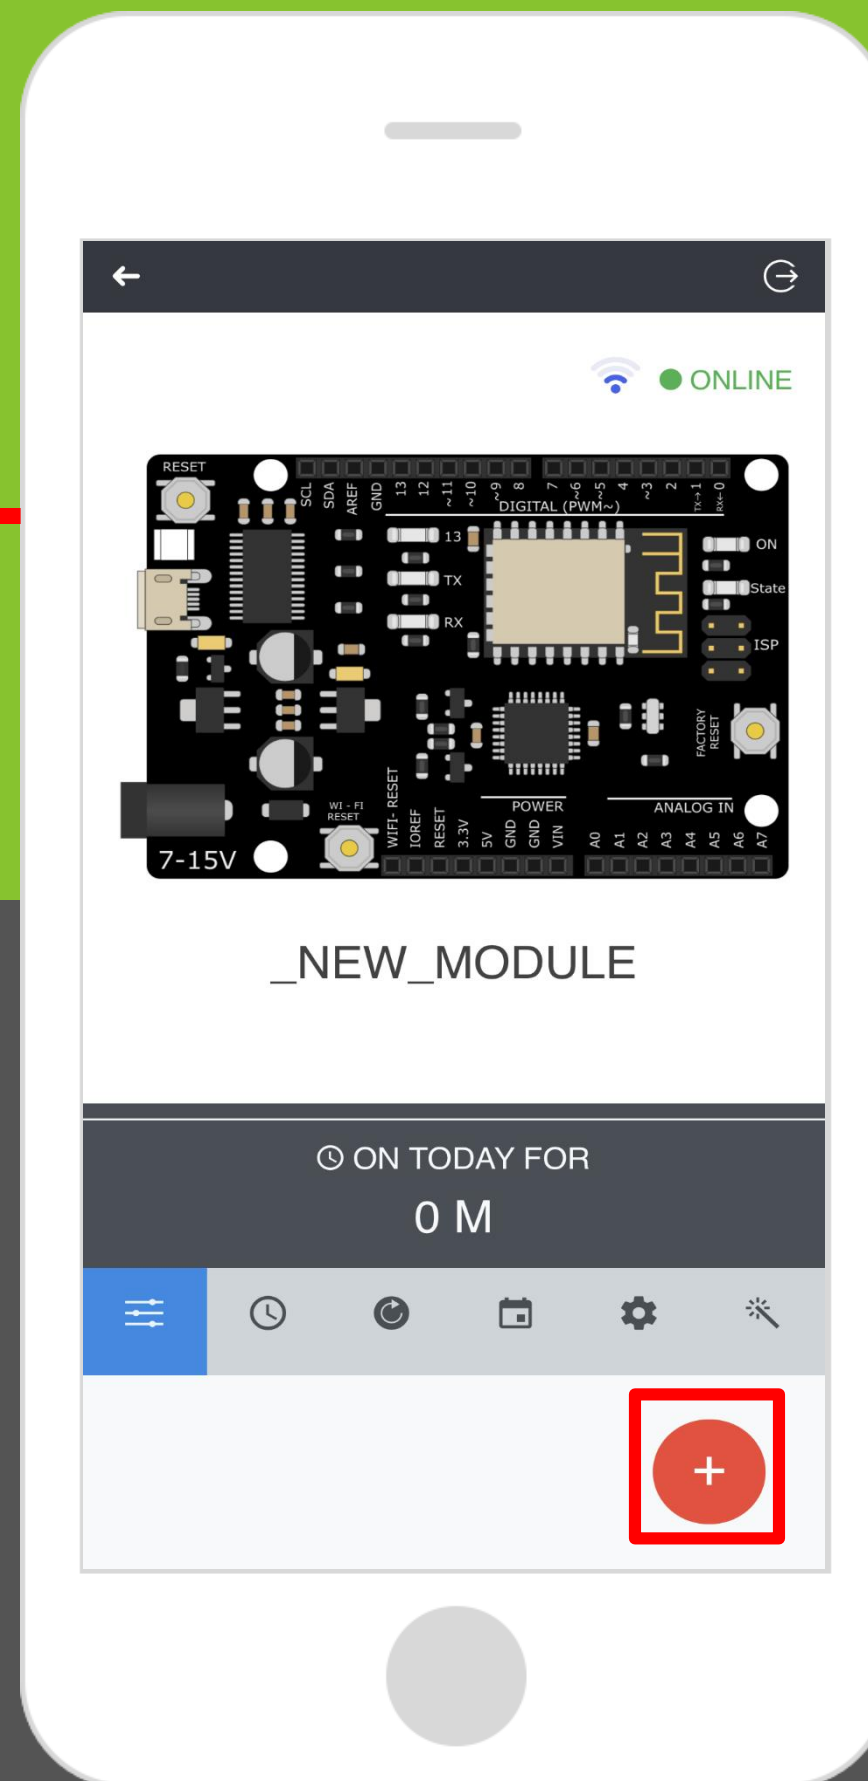 ONLINE
RESET
SCL SDA AREF GND 13 12 ~11 ~10 ~9 8 7 ~6 ~5 4 ~3 2 TX→1 RX←0
DIGITAL (PWM~)
13
ON
TX
State
RX
ISP
FACTORY
RESET
WI - FI
RESET
POWER
ANALOG IN
WIFI- RESET IOREF RESET 3.3V 5V GND GND VIN A0 A1 A2 A3 A4 A5 A6 A7
7-15V
_NEW_MODULE
ON TODAY FOR
0 M
+